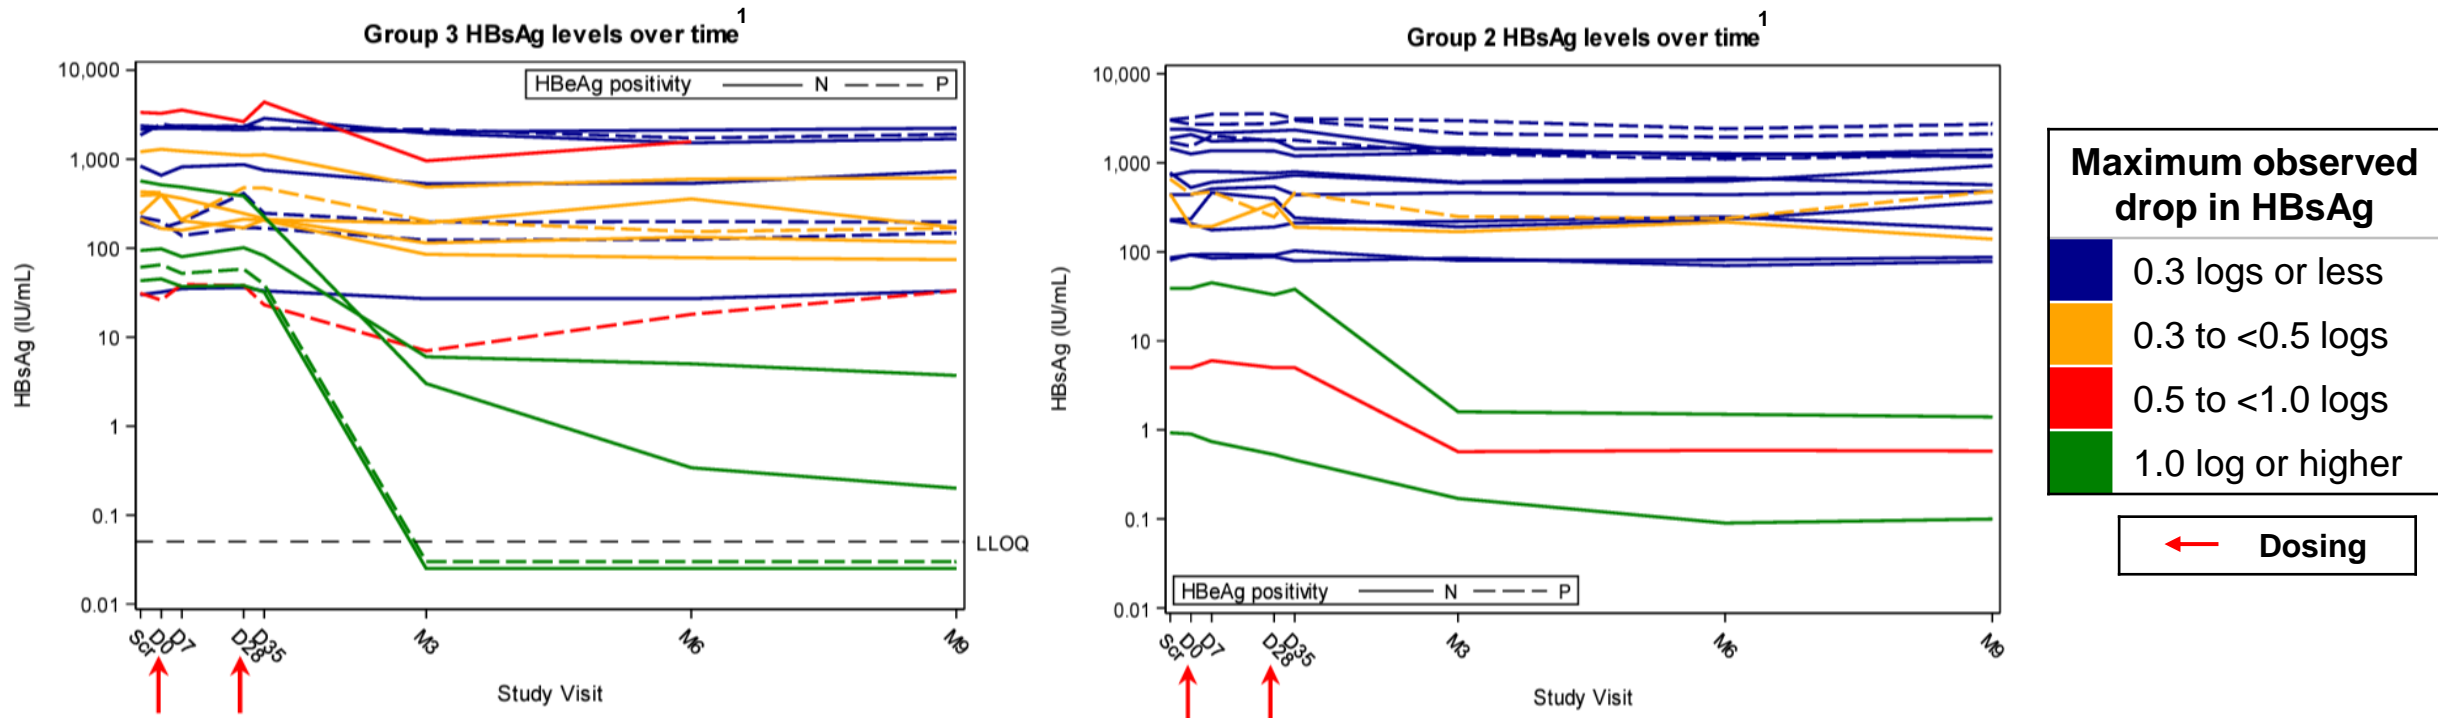 Group 3 HBsAg levels over time1
HBeAg positivity N P
10,000
1,000
100
10
1
0.1
0.01
HBsAg (IU/mL)
LLOQ
Scr D0 D7 D28 D35 M3 M6 M9
Study Visit
Group 2 HBsAg levels over time1
10,000
1,000
100
10
1
0.1
0.01
HBsAg (IU/mL)
HBeAg positivity N P
Scr D0 D7 D28 D35 M3 M6 M9
Study Visit
Maximum observed
drop in HBsAg
0.3 logs or less
0.3 to <0.5 logs
0.5 to <1.0 logs
1.0 log or higher
Dosing